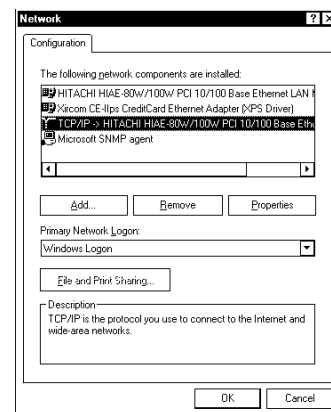 Network
Configuration
The following network components are installed:
HITACHI HIAE-80W/100W PCI 10/100 Base Ethernet LAN
Xircom CE-IIps CreditCard Ethernet Adapter (XPS Driver)
TCP/IP -> HITACHI HIAE-80W/100W PCI 10/100 Base Ethe
Microsoft SNMP agent
Add...
Remove
Properties
Primary Network Logon:
Windows Logon
File and Print Sharing...
Description
TCP/IP is the protocol you use to connect to the Internet and
wide-area networks.
OK
Cancel